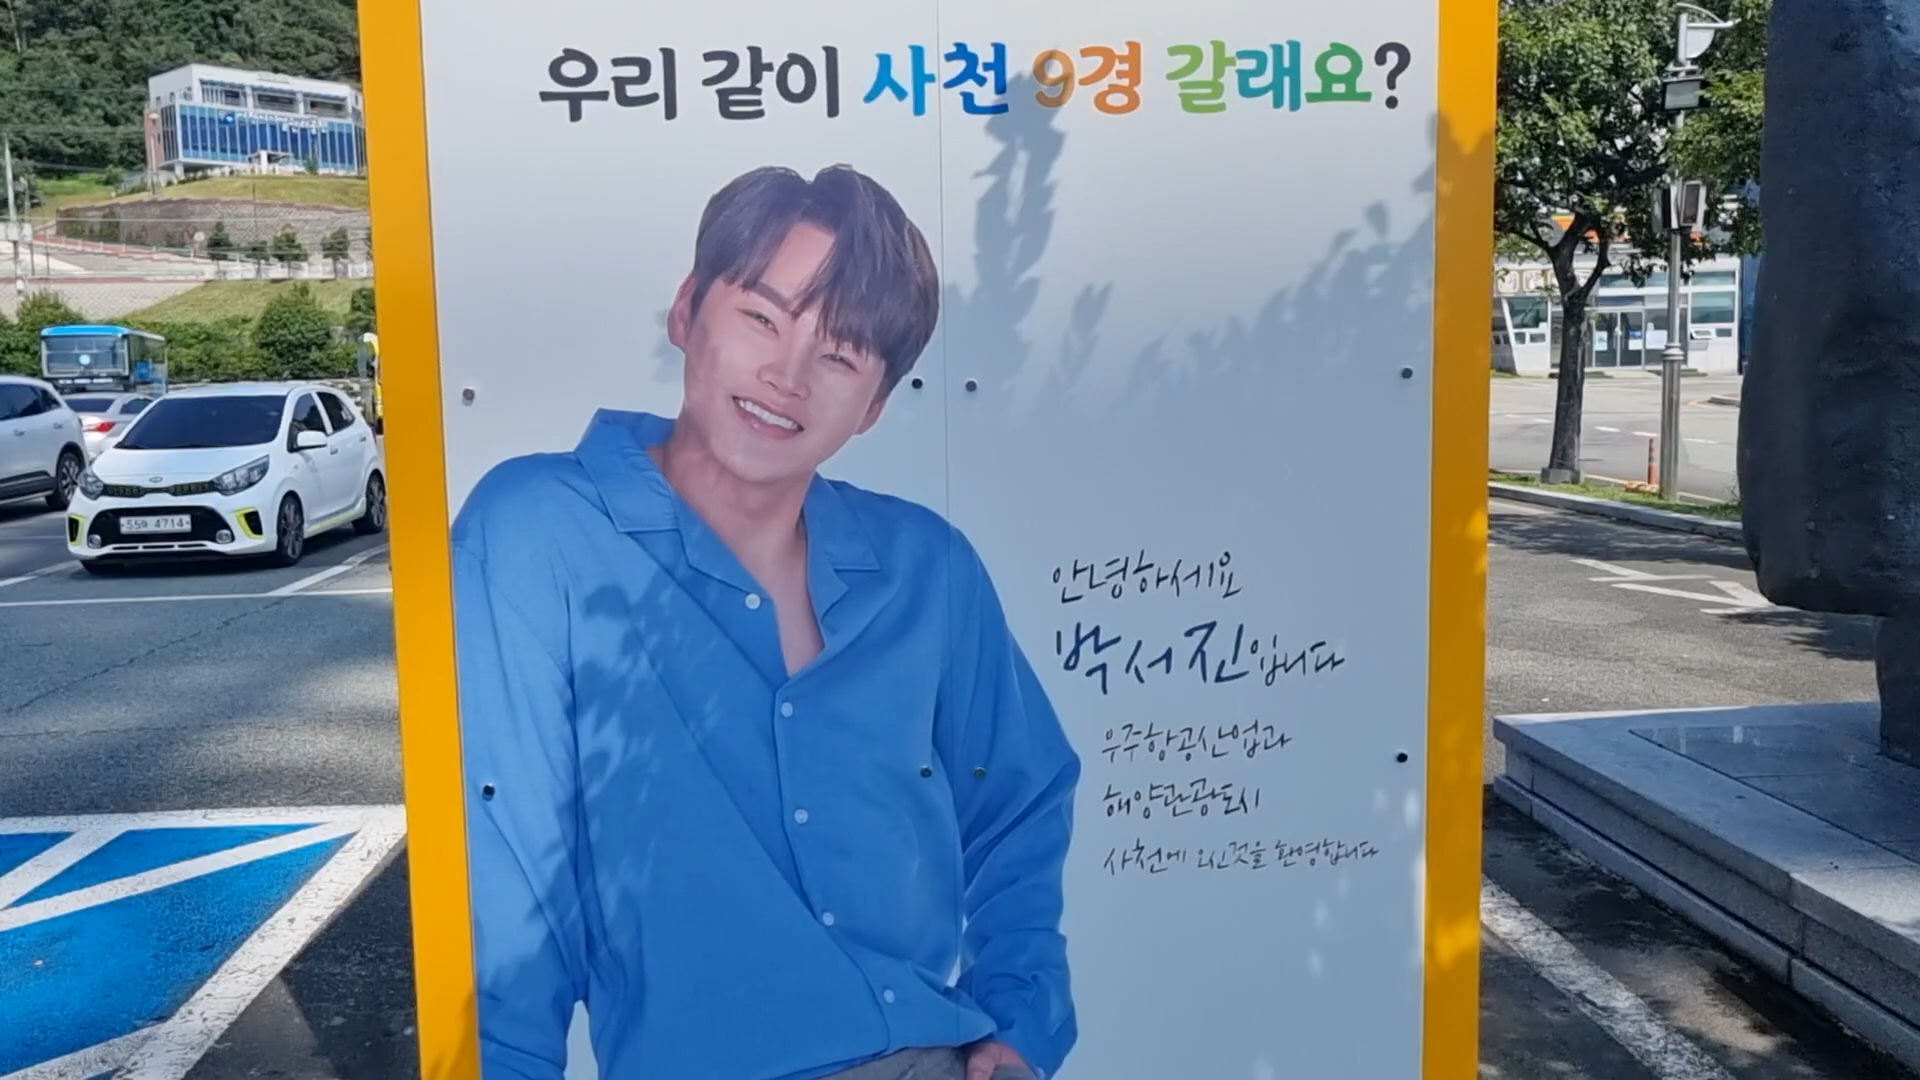 우리 같이 사천 9경 갈래요?
안녕하세요
박서진입니다
우주항공산업과
해양관광도시
사천에 오신것을 환영합니다
4714